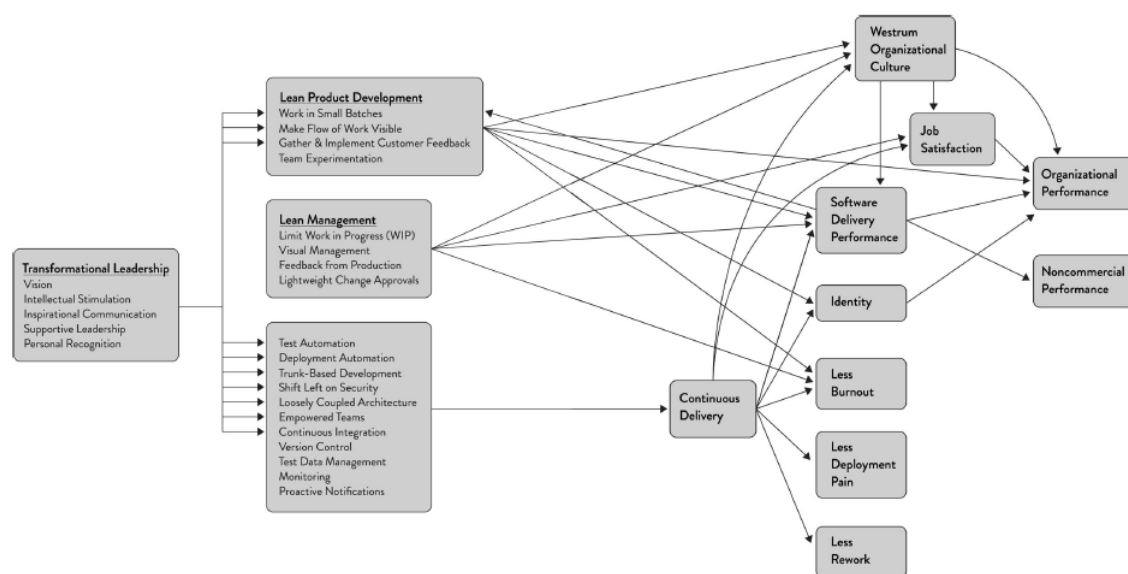 Transformational Leadership
Vision
Intellectual Stimulation
Inspirational Communication
Supportive Leadership
Personal Recognition
Lean Product Development
Work in Small Batches
Make Flow of Work Visible
Gather & Implement Customer Feedback
Team Experimentation
Lean Management
Limit Work in Progress (WIP)
Visual Management
Feedback from Production
Lightweight Change Approvals
Test Automation
Deployment Automation
Trunk-Based Development
Shift Left on Security
Loosely Coupled Architecture
Empowered Teams
Continuous Integration
Version Control
Test Data Management
Monitoring
Proactive Notifications
Continuous
Delivery
Westrum
Organizational
Culture
Job
Satisfaction
Software
Delivery
Performance
Identity
Less
Burnout
Less
Deployment
Pain
Less
Rework
Organizational
Performance
Noncommercial
Performance